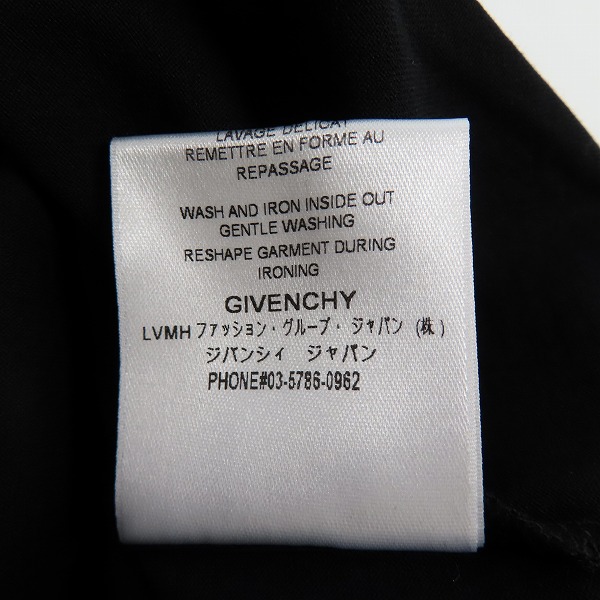 LAVAGE DELICAT
REMETTRE EN FORME AU
REPASSAGE
WASH AND IRON INSIDE OUT
GENTLE WASHING
RESHAPE GARMENT DURING
IRONING
GIVENCHY
LVMH ファッション・グループ・ ジャパン (株)
ジバンシィ ジャパン
PHONE#03-5786-0962